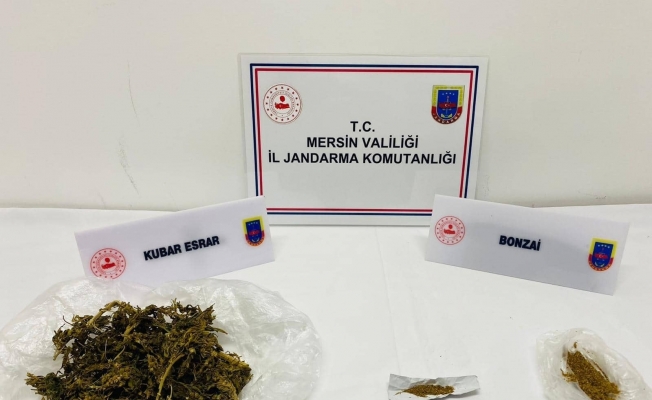 T.C.
MERSİN VALİLİĞİ
İL JANDARMA KOMUTANLIĞI
KUBAR ESRAR
BONZAİ